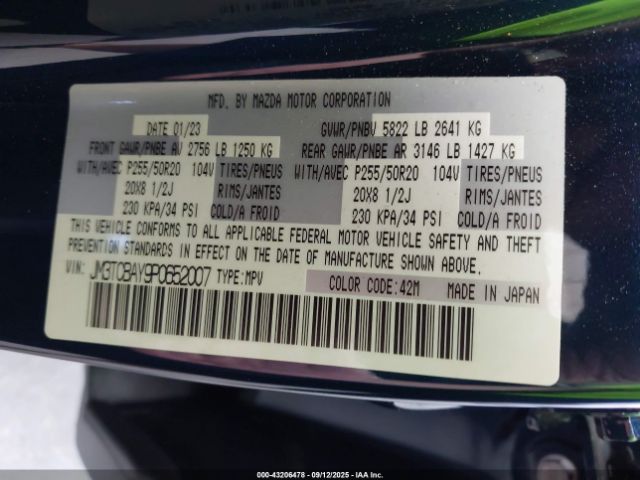 MFD. BY MAZDA MOTOR CORPORATION
DATE 01/23 GVWR/PNBV 5822 LB 2641 KG
FRONT GAWR/PNBE AV 2756 LB 1250 KG REAR GAWR/PNBE AR 3146 LB 1427 KG
WITH/AVEC P255/50R20 104V TIRES/PNEUS WITH/AVEC P255/50R20 104V TIRES/PNEUS
20X8 1/2J RIMS/JANTES 20X8 1/2J RIMS/JANTES
230 KPA/34 PSI COLD/A FROID 230 KPA/34 PSI COLD/A FROID
THIS VEHICLE CONFORMS TO ALL APPLICABLE FEDERAL MOTOR VEHICLE SAFETY AND THEFT
PREVENTION STANDARDS IN EFFECT ON THE DATE OF MANUFACTURE SHOWN ABOVE.
VIN: JM3TCBAY9P0652007 TYPE:MPV COLOR CODE:42M MADE IN JAPAN
000-43206478 - 09/12/2025 - IAAI.com